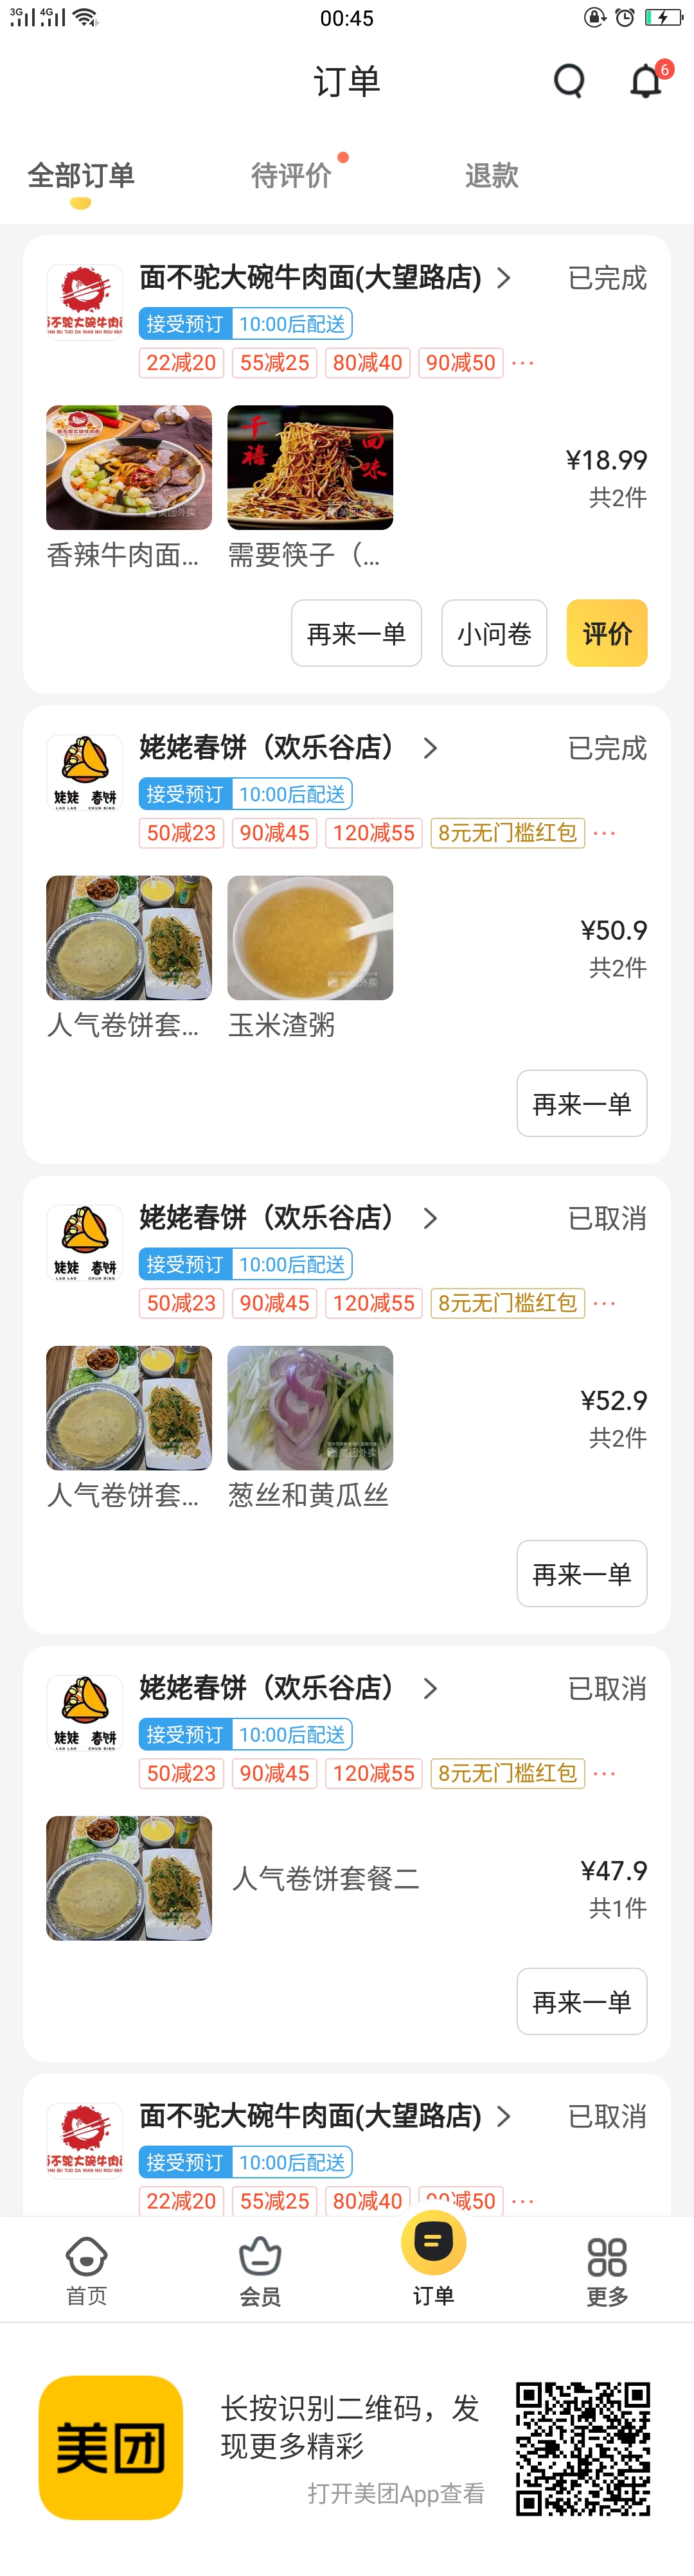 3G 4G 00:45
订单
6
全部订单 待评价 退款
面不驼大碗牛肉面(大望路店) 已完成
接受预订 10:00后配送
22减20 55减25 80减40 90减50 ...
千禧 回味
¥18.99
共2件
香辣牛肉面... 需要筷子（...
再来一单 小问卷 评价
姥姥春饼（欢乐谷店） 已完成
接受预订 10:00后配送
50减23 90减45 120减55 8元无门槛红包 ...
¥50.9
共2件
人气卷饼套... 玉米渣粥
再来一单
姥姥春饼（欢乐谷店） 已取消
接受预订 10:00后配送
50减23 90减45 120减55 8元无门槛红包 ...
¥52.9
共2件
人气卷饼套... 葱丝和黄瓜丝
再来一单
姥姥春饼（欢乐谷店） 已取消
接受预订 10:00后配送
50减23 90减45 120减55 8元无门槛红包 ...
人气卷饼套餐二
¥47.9
共1件
再来一单
面不驼大碗牛肉面(大望路店) 已取消
接受预订 10:00后配送
22减20 55减25 80减40 90减50 ...
首页 会员 订单 更多
美团
长按识别二维码，发
现更多精彩
打开美团App查看